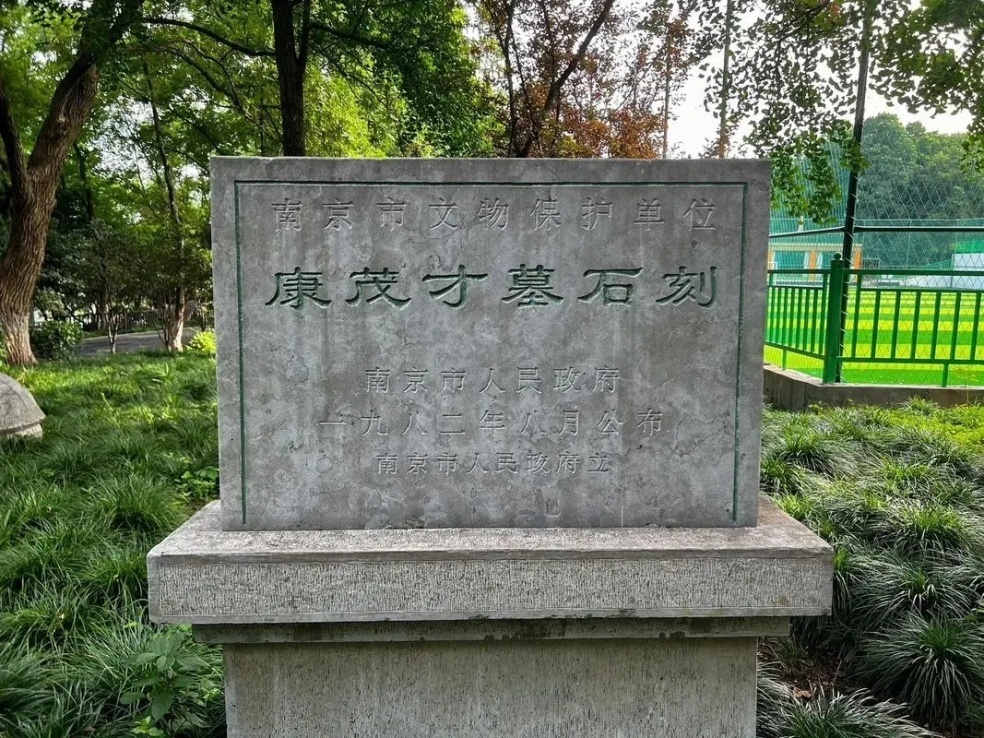 南京市文物保护单位
康茂才墓石刻
南京市人民政府
一九八二年八月公布
南京市人民政府立